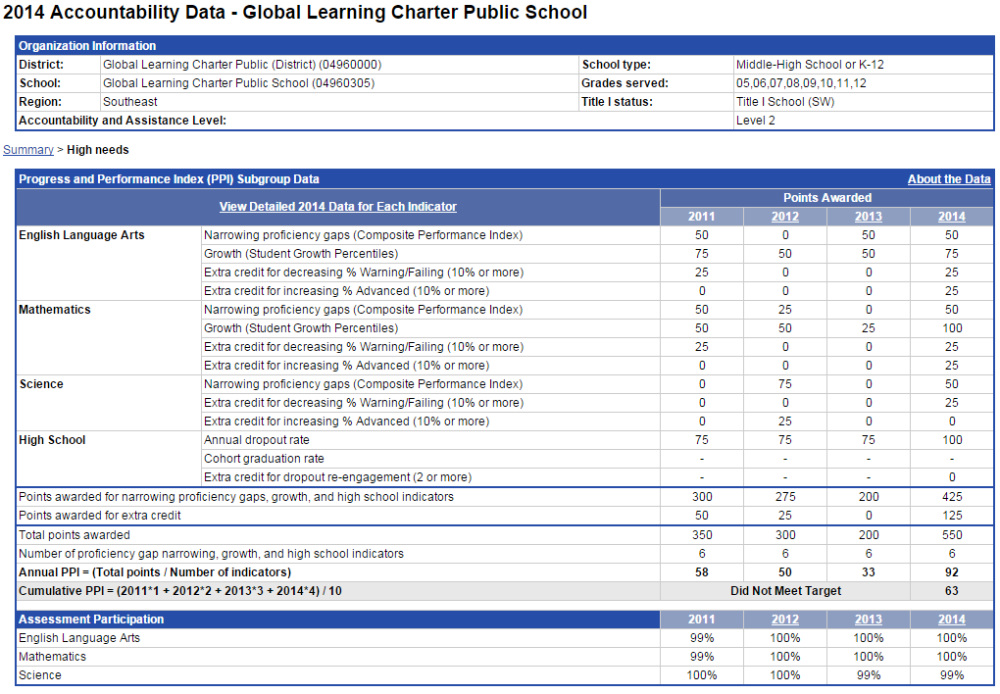 2014 Accountability Data - Global Learning Charter Public School
Organization Information
District: Global Learning Charter Public (District) (04960000) School type: Middle-High School or K-12
School: Global Learning Charter Public School (04960305) Grades served: 05,06,07,08,09,10,11,12
Region: Southeast Title I status: Title I School (SW)
Accountability and Assistance Level: Level 2
Summary > High needs
Progress and Performance Index (PPI) Subgroup Data About the Data
View Detailed 2014 Data for Each Indicator Points Awarded
2011 2012 2013 2014
English Language Arts Narrowing proficiency gaps (Composite Performance Index) 50 0 50 50
Growth (Student Growth Percentiles) 75 50 50 75
Extra credit for decreasing % Warning/Failing (10% or more) 25 0 0 25
Extra credit for increasing % Advanced (10% or more) 0 0 0 25
Mathematics Narrowing proficiency gaps (Composite Performance Index) 50 25 0 50
Growth (Student Growth Percentiles) 50 50 25 100
Extra credit for decreasing % Warning/Failing (10% or more) 25 0 0 25
Extra credit for increasing % Advanced (10% or more) 0 0 0 25
Science Narrowing proficiency gaps (Composite Performance Index) 0 75 0 50
Extra credit for decreasing % Warning/Failing (10% or more) 0 0 0 25
Extra credit for increasing % Advanced (10% or more) 0 25 0 0
High School Annual dropout rate 75 75 75 100
Cohort graduation rate - - - -
Extra credit for dropout re-engagement (2 or more) - - - 0
Points awarded for narrowing proficiency gaps, growth, and high school indicators 300 275 200 425
Points awarded for extra credit 50 25 0 125
Total points awarded 350 300 200 550
Number of proficiency gap narrowing, growth, and high school indicators 6 6 6 6
Annual PPI = (Total points / Number of indicators) 58 50 33 92
Cumulative PPI = (2011*1 + 2012*2 + 2013*3 + 2014*4) / 10 Did Not Meet Target 63
Assessment Participation 2011 2012 2013 2014
English Language Arts 99% 100% 100% 100%
Mathematics 99% 100% 100% 100%
Science 100% 100% 99% 99%